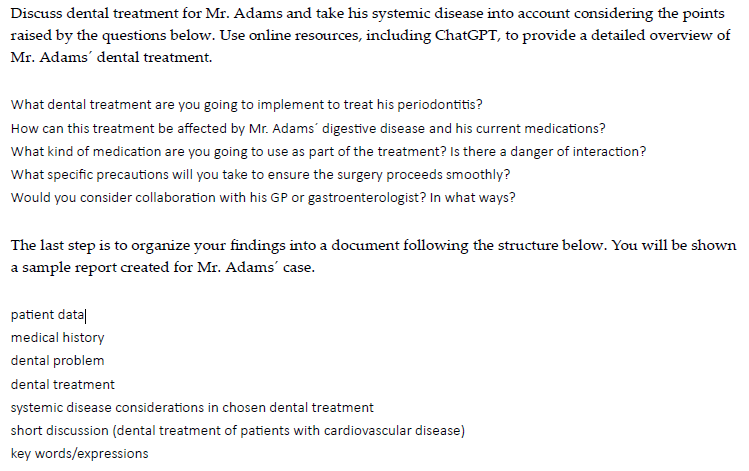 Discuss dental treatment for Mr. Adams and take his systemic disease into account considering the points
raised by the questions below. Use online resources, including ChatGPT, to provide a detailed overview of
Mr. Adams´ dental treatment.
What dental treatment are you going to implement to treat his periodontitis?
How can this treatment be affected by Mr. Adams´ digestive disease and his current medications?
What kind of medication are you going to use as part of the treatment? Is there a danger of interaction?
What specific precautions will you take to ensure the surgery proceeds smoothly?
Would you consider collaboration with his GP or gastroenterologist? In what ways?
The last step is to organize your findings into a document following the structure below. You will be shown
a sample report created for Mr. Adams´ case.
patient data
medical history
dental problem
dental treatment
systemic disease considerations in chosen dental treatment
short discussion (dental treatment of patients with cardiovascular disease)
key words/expressions